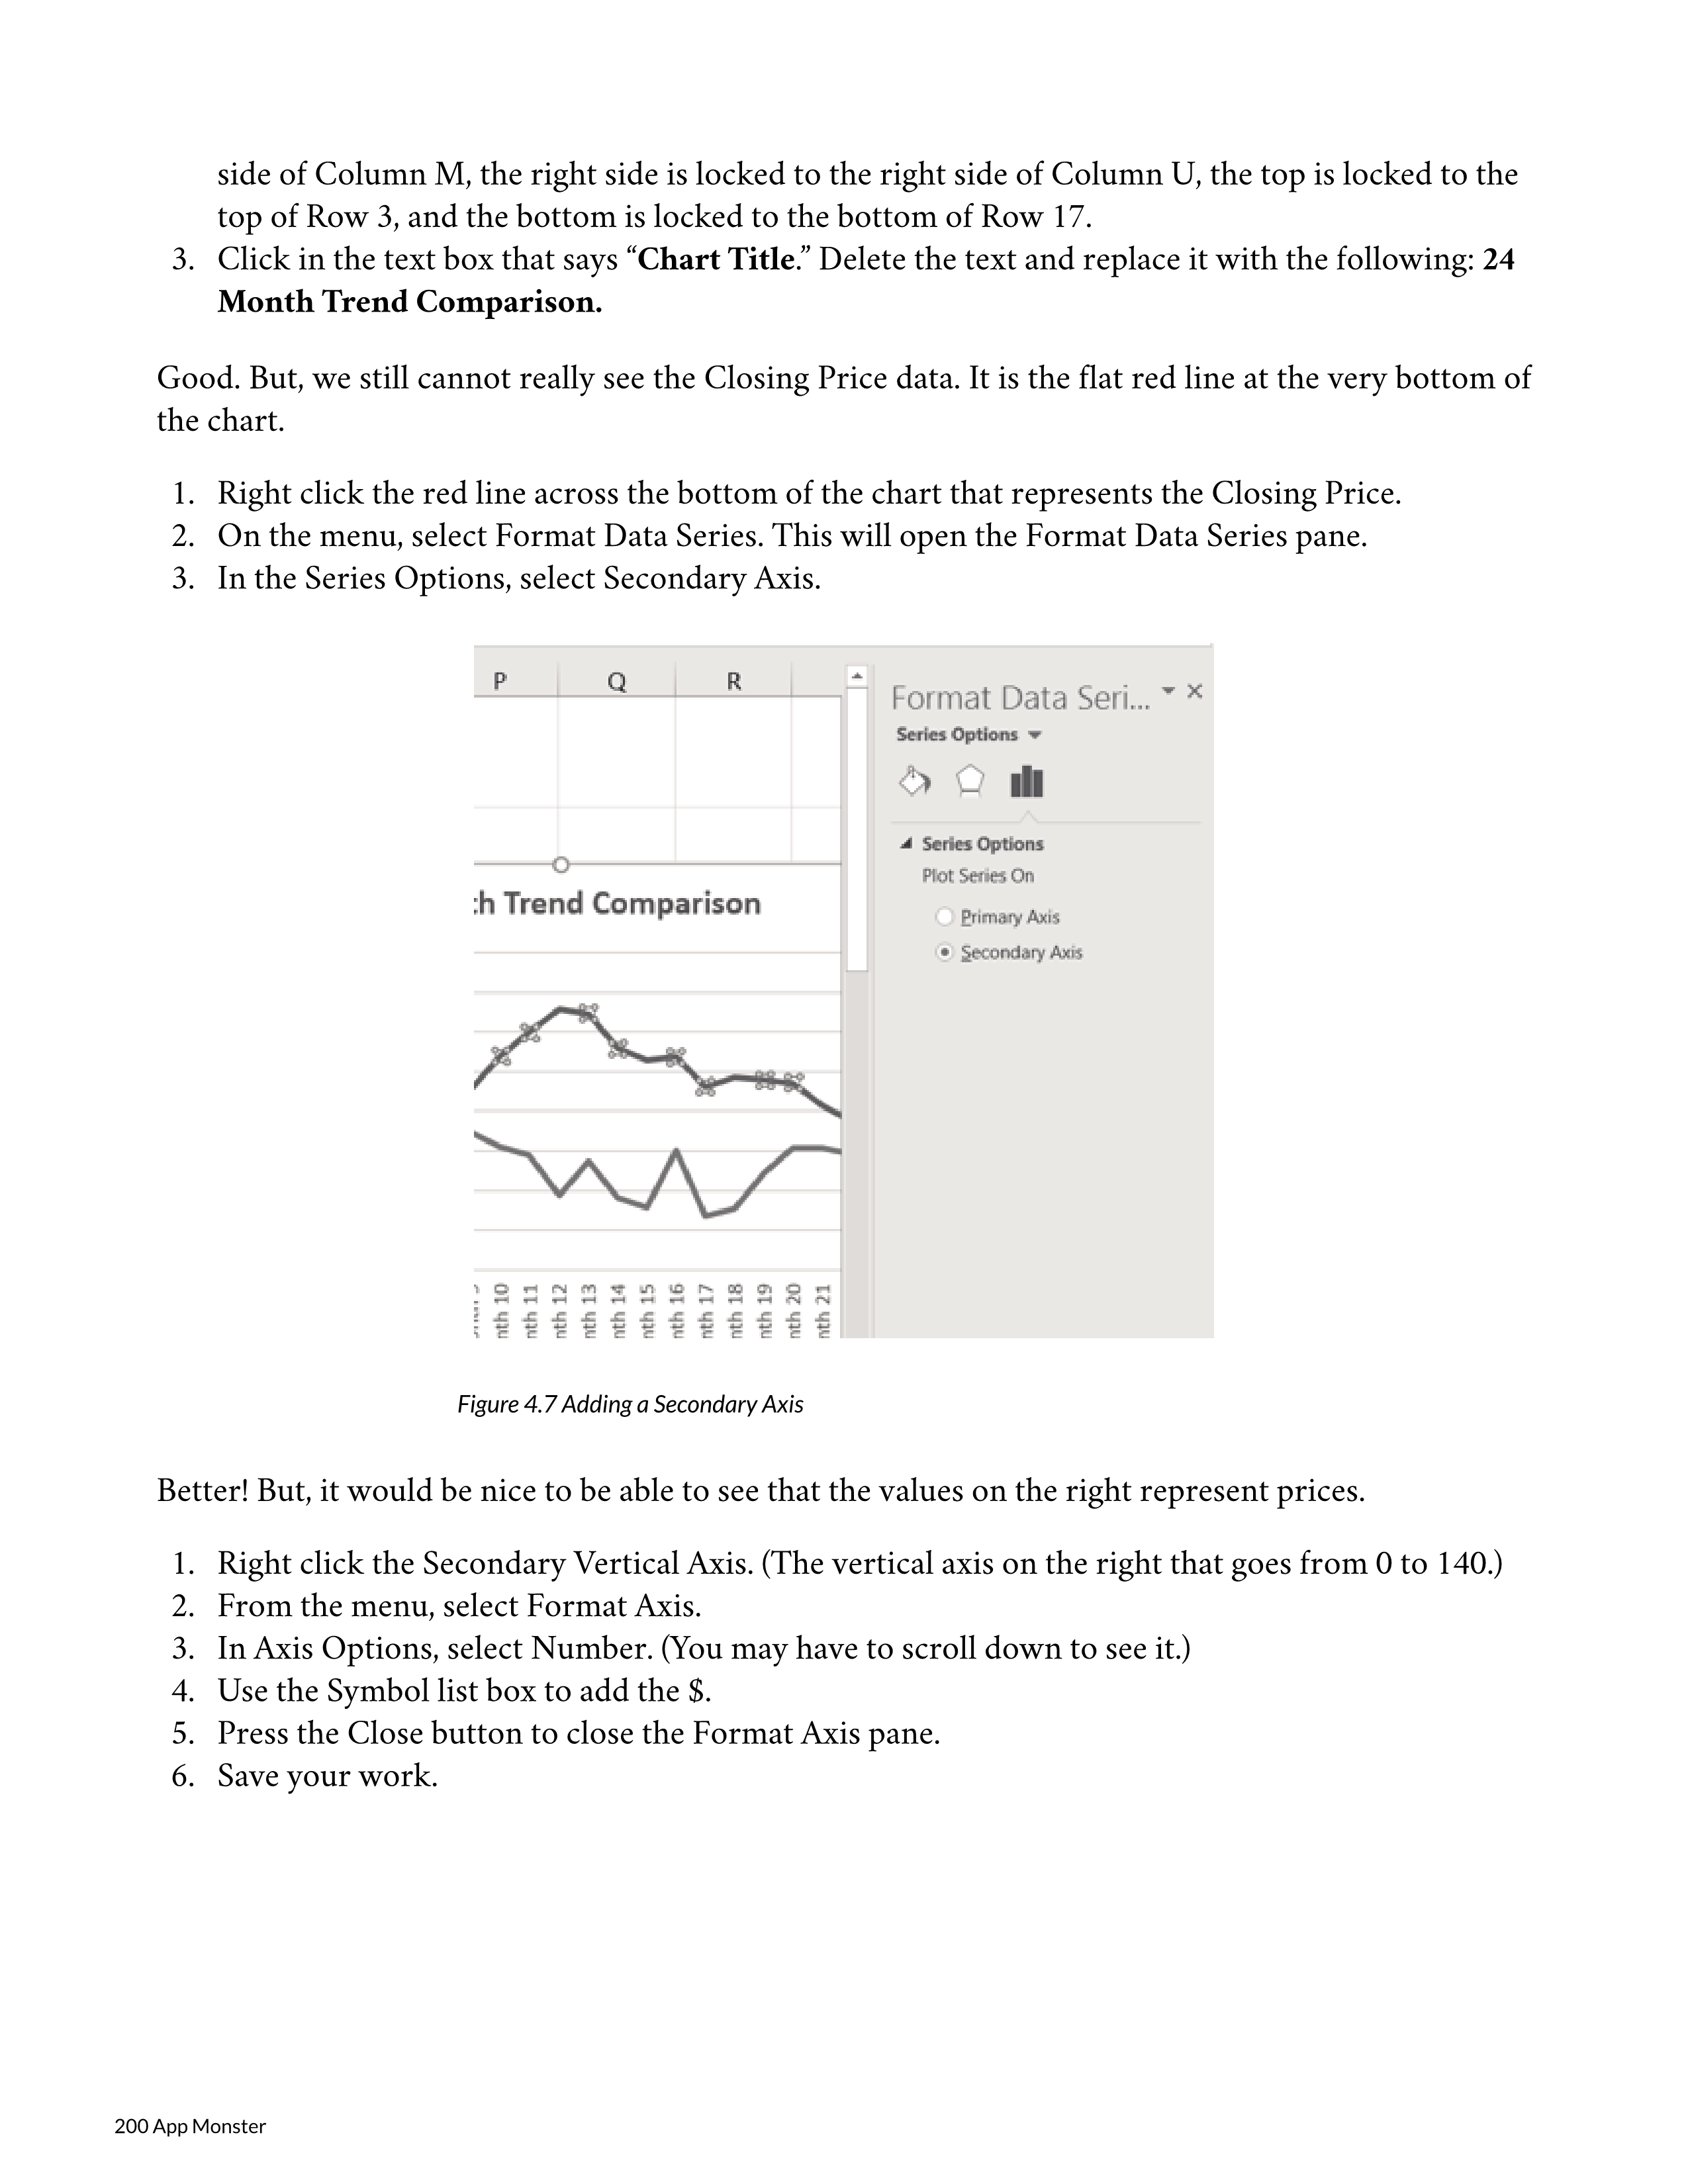 side of Column M, the right side is locked to the right side of Column U, the top is locked to the
top of Row 3, and the bottom is locked to the bottom of Row 17.
3. Click in the text box that says “Chart Title.” Delete the text and replace it with the following: 24
Month Trend Comparison.
Good. But, we still cannot really see the Closing Price data. It is the flat red line at the very bottom of
the chart.
1. Right click the red line across the bottom of the chart that represents the Closing Price.
2. On the menu, select Format Data Series. This will open the Format Data Series pane.
3. In the Series Options, select Secondary Axis.
P Q R
Format Data Seri...
Series Options
Series Options
Plot Series On
Primary Axis
Secondary Axis
th Trend Comparison
nth 10
nth 11
nth 12
nth 13
nth 14
nth 15
nth 16
nth 17
nth 18
nth 19
nth 20
nth 21
Figure 4.7 Adding a Secondary Axis
Better! But, it would be nice to be able to see that the values on the right represent prices.
1. Right click the Secondary Vertical Axis. (The vertical axis on the right that goes from 0 to 140.)
2. From the menu, select Format Axis.
3. In Axis Options, select Number. (You may have to scroll down to see it.)
4. Use the Symbol list box to add the $.
5. Press the Close button to close the Format Axis pane.
6. Save your work.
200 App Monster